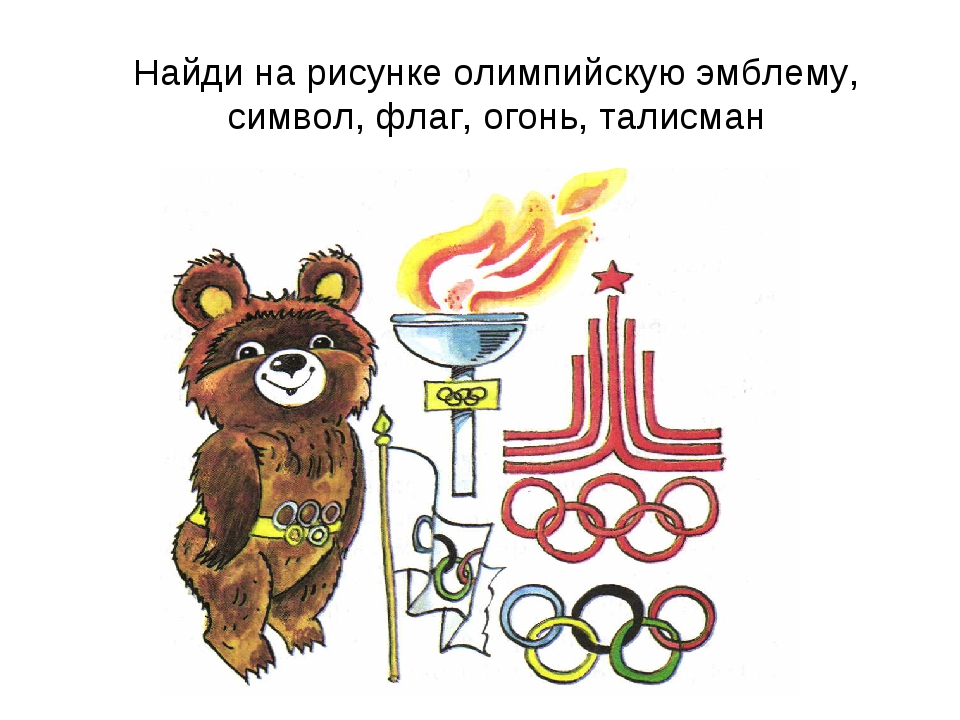 Найди на рисунке олимпийскую эмблему,
символ, флаг, огонь, талисман